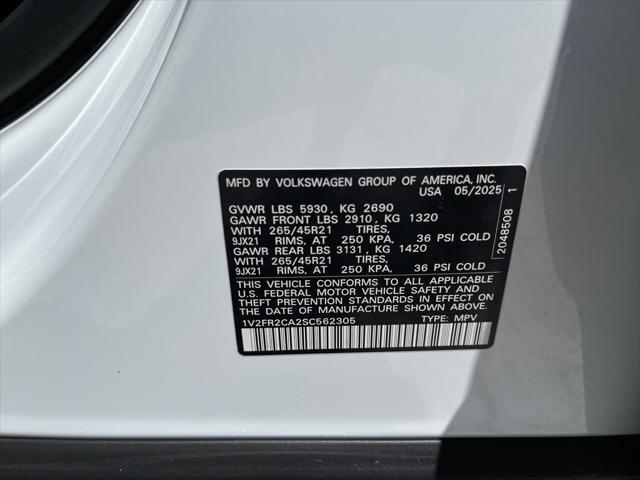 MFD BY VOLKSWAGEN GROUP OF AMERICA, INC.
USA 05/2025
GVWR LBS 5930, KG 2690
GAWR FRONT LBS 2910, KG 1320
WITH 265/45R21 TIRES,
9JX21 RIMS, AT 250 KPA, 36 PSI COLD
GAWR REAR LBS 3131, KG 1420
WITH 265/45R21 TIRES,
9JX21 RIMS, AT 250 KPA, 36 PSI COLD
THIS VEHICLE CONFORMS TO ALL APPLICABLE
U.S. FEDERAL MOTOR VEHICLE SAFETY AND
THEFT PREVENTION STANDARDS IN EFFECT ON
THE DATE OF MANUFACTURE SHOWN ABOVE.
1V2FR2CA2SC562305 TYPE: MPV
2048508 1